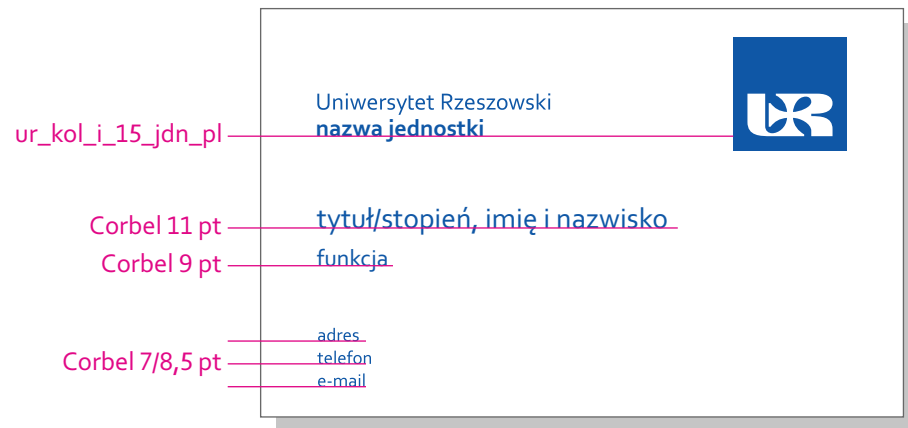 Uniwersytet Rzeszowski
nazwa jednostki
UR
ur_kol_i_15_jdn_pl
Corbel 11 pt
tytuł/stopień, imię i nazwisko
Corbel 9 pt
funkcja
adres
Corbel 7/8,5 pt
telefon
e-mail